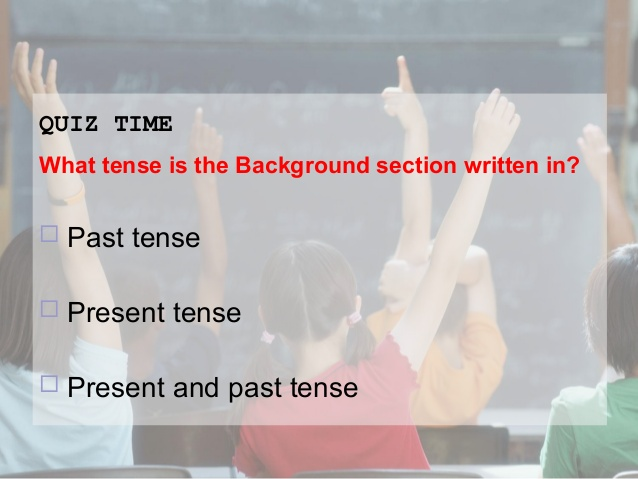 QUIZ TIME
What tense is the Background section written in?
Past tense
Present tense
Present and past tense